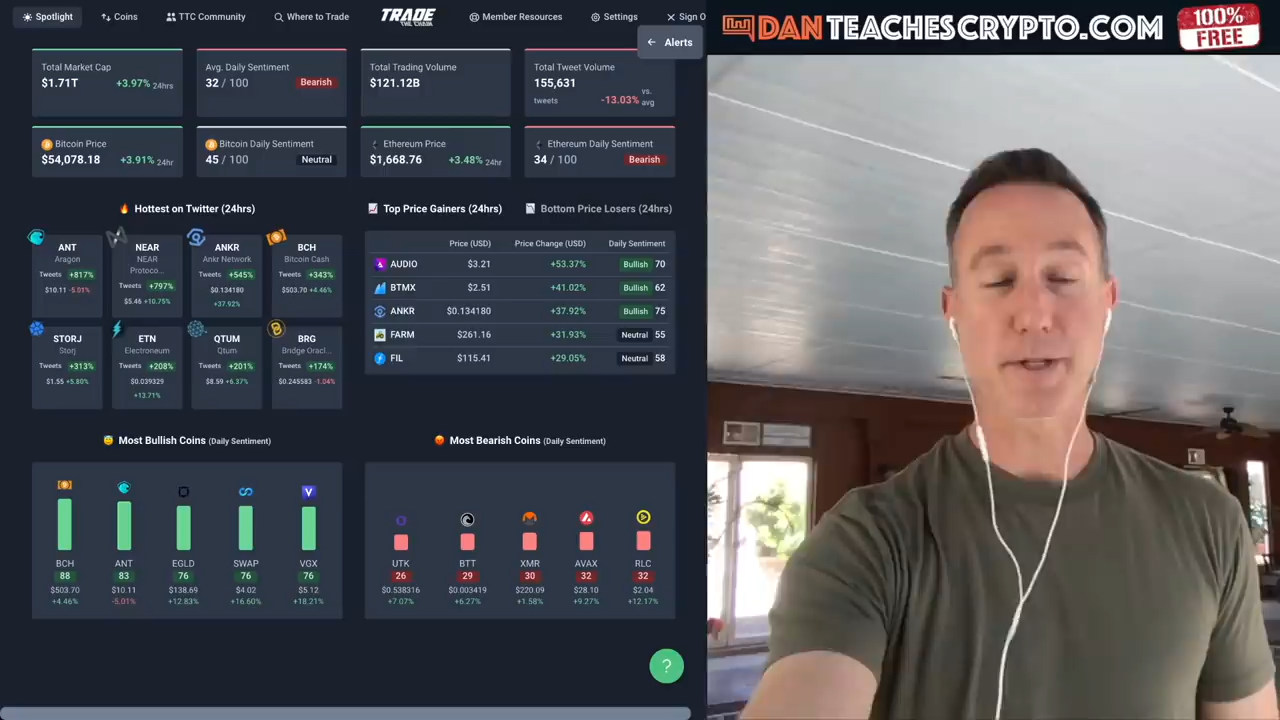 Spotlight Coins TTC Community Where to Trade TRADE THE CHAIN Member Resources Settings Sign O
DAN TEACHESCRYPTO.COM 100% FREE
Alerts
Total Market Cap
$1.71T +3.97% 24hrs
Avg. Daily Sentiment
32 / 100 Bearish
Total Trading Volume
$121.12B
Total Tweet Volume
155,631
tweets -13.03% vs. avg
Bitcoin Price
$54,078.18 +3.91% 24hr
Bitcoin Daily Sentiment
45 / 100 Neutral
Ethereum Price
$1,668.76 +3.48% 24hr
Ethereum Daily Sentiment
34 / 100 Bearish
Hottest on Twitter (24hrs)
ANT
Aragon
Tweets +817%
$10.11 -5.01%
NEAR
NEAR
Protoco...
Tweets +797%
$5.46 +10.75%
ANKR
Ankr Network
Tweets +545%
$0.134180
+37.92%
BCH
Bitcoin Cash
Tweets +343%
$503.70 +4.46%
STORJ
Storj
Tweets +313%
$1.55 +5.80%
ETN
Electroneum
Tweets +208%
$0.039329
+13.71%
QTUM
Qtum
Tweets +201%
$8.59 +6.37%
BRG
Bridge Oracl...
Tweets +174%
$0.245583 -1.04%
Top Price Gainers (24hrs) Bottom Price Losers (24hrs)
Price (USD) Price Change (USD) Daily Sentiment
AUDIO $3.21 +53.37% Bullish 70
BTMX $2.51 +41.02% Bullish 62
ANKR $0.134180 +37.92% Bullish 75
FARM $261.16 +31.93% Neutral 55
FIL $115.41 +29.05% Neutral 58
Most Bullish Coins (Daily Sentiment)
BCH ANT EGLD SWAP VGX
88 83 76 76 76
$503.70 $10.11 $138.69 $4.02 $5.12
+4.46% -5.01% +12.83% +16.60% +18.21%
Most Bearish Coins (Daily Sentiment)
UTK BTT XMR AVAX RLC
26 29 30 32 32
$0.538316 $0.003419 $220.09 $28.10 $2.04
+7.07% +6.27% +1.58% +9.27% +12.17%
?